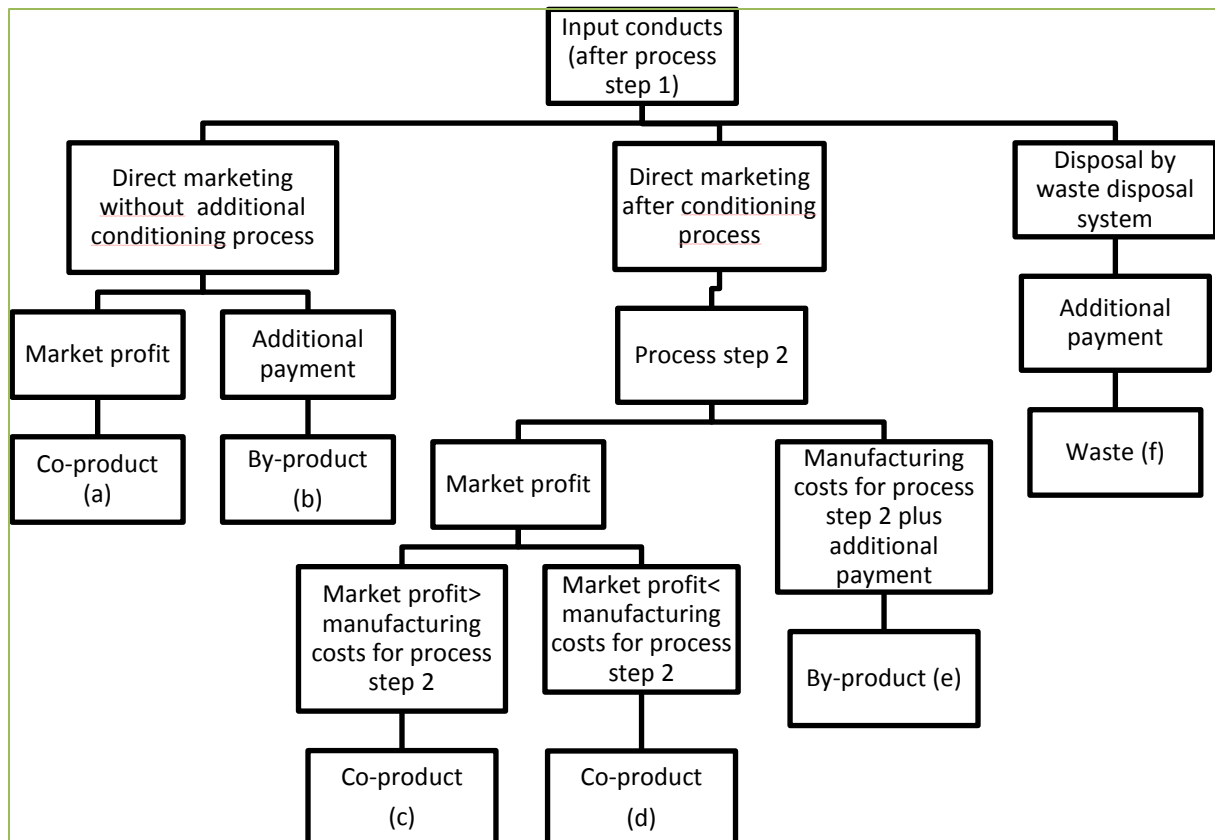 Input conducts
(after process
step 1)
Direct marketing
without  additional
conditioning process
Direct marketing
after conditioning
process
Disposal by
waste disposal
system
Market profit
Additional
payment
Process step 2
Additional
payment
Co-product
(a)
By-product
(b)
Market profit
Manufacturing
costs for process
step 2 plus
additional
payment
Waste (f)
Market profit>
manufacturing
costs for process
step 2
Market profit<
manufacturing
costs for process
step 2
By-product (e)
Co-product
(c)
Co-product
(d)